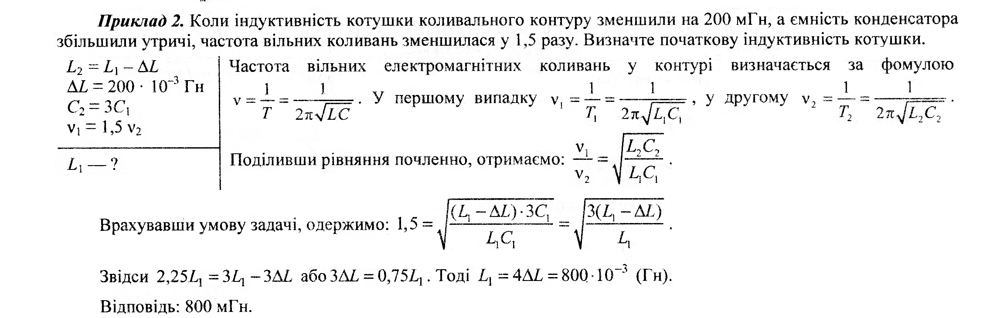 Приклад 2. Коли індуктивність котушки коливального контуру зменшили на 200 мГн, а ємність конденсатора
збільшили утричі, частота вільних коливань зменшилася у 1,5 разу. Визначте початкову індуктивність котушки.
L₂ = L₁ – ΔL
ΔL = 200 · 10⁻³ Гн
C₂ = 3C₁
ν₁ = 1,5 ν₂
L₁ — ?
Частота вільних електромагнітних коливань у контурі визначається за фомулою
ν = 1/T = 1/(2π√(LC)). У першому випадку ν₁ = 1/T₁ = 1/(2π√(L₁C₁)), у другому ν₂ = 1/T₂ = 1/(2π√(L₂C₂)).
Поділивши рівняння почленно, отримаємо: ν₁/ν₂ = √(L₂C₂/(L₁C₁)).
Врахувавши умову задачі, одержимо: 1,5 = √((L₁ – ΔL)·3C₁/(L₁C₁)) = √(3(L₁ – ΔL)/L₁).
Звідси 2,25L₁ = 3L₁ – 3ΔL або 3ΔL = 0,75L₁. Тоді L₁ = 4ΔL = 800·10⁻³ (Гн).
Відповідь: 800 мГн.